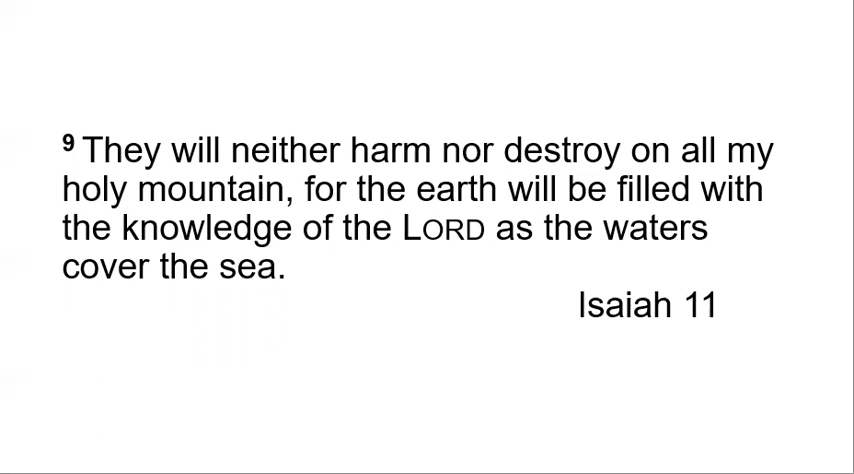 9 They will neither harm nor destroy on all my
holy mountain, for the earth will be filled with
the knowledge of the LORD as the waters
cover the sea.
Isaiah 11